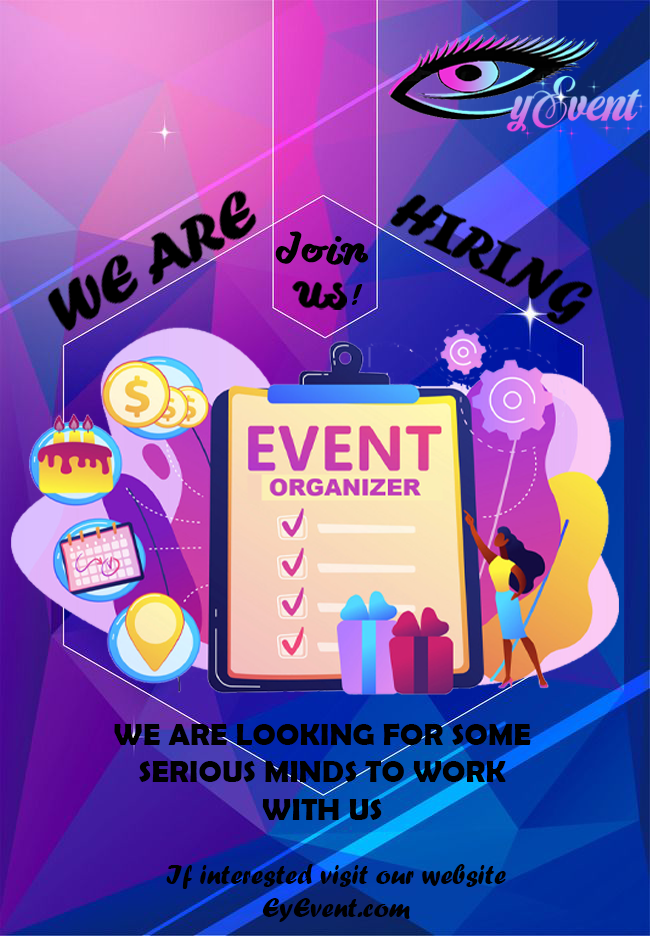 yEvent
WE ARE
HIRING
Join
us!
EVENT
ORGANIZER
WE ARE LOOKING FOR SOME
SERIOUS MINDS TO WORK
WITH US
If interested visit our website
EyEvent.com